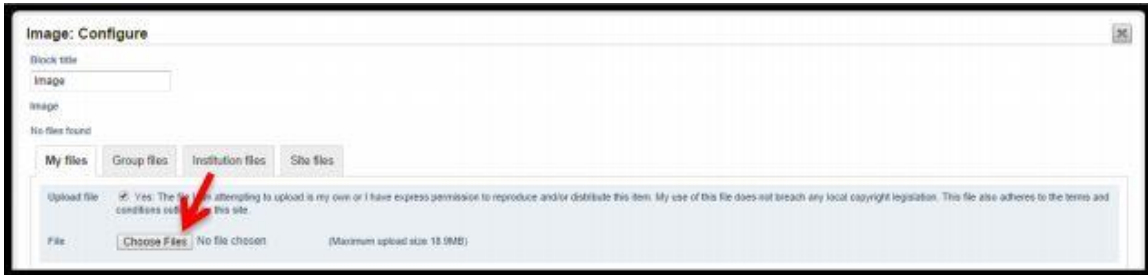 Image: Configure
Block title
Image
Image
No files found
My files Group files Institution files Site files
Upload file Yes: The file attempting to upload is my own or I have express permission to reproduce and/or distribute this item. My use of this file does not breach any local copyright legislation. This file also adheres to the terms and
conditions this site.
File Choose Files No file chosen (Maximum upload size 18.9MB)